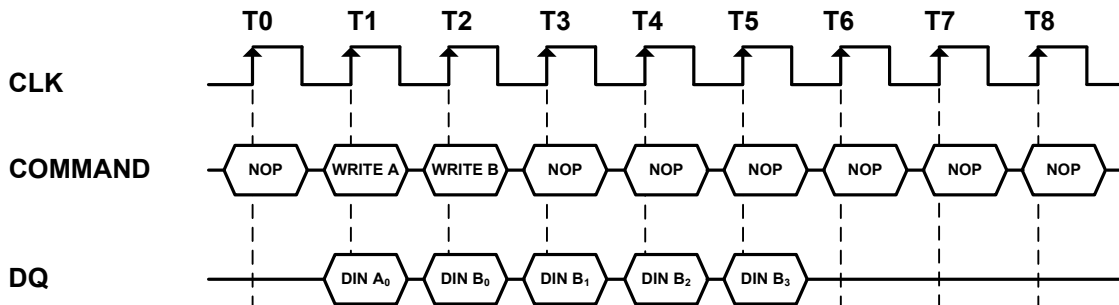 T0 T1 T2 T3 T4 T5 T6 T7 T8
CLK
COMMAND NOP WRITE A WRITE B NOP NOP NOP NOP NOP NOP
DQ DIN A₀ DIN B₀ DIN B₁ DIN B₂ DIN B₃